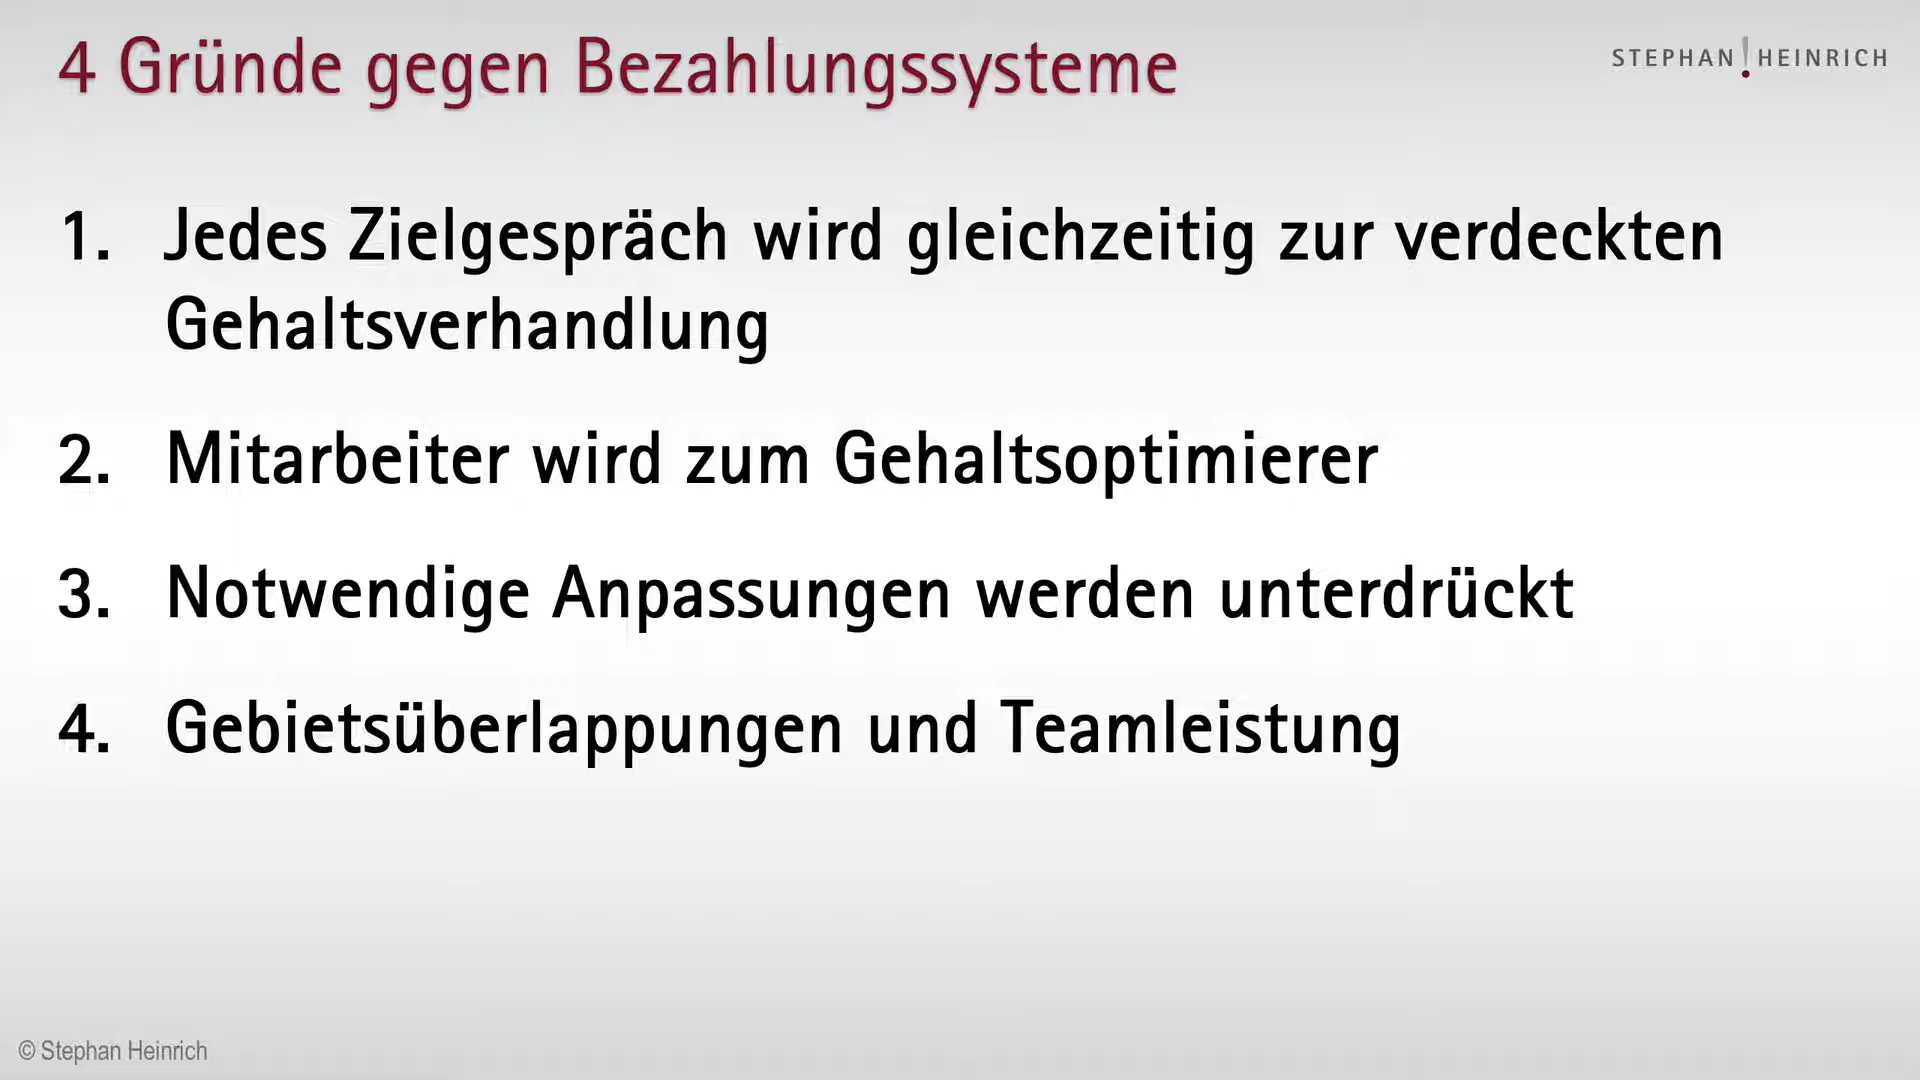 4 Gründe gegen Bezahlungssysteme
STEPHAN!HEINRICH
1. Jedes Zielgespräch wird gleichzeitig zur verdeckten
Gehaltsverhandlung
2. Mitarbeiter wird zum Gehaltsoptimierer
3. Notwendige Anpassungen werden unterdrückt
4. Gebietsüberlappungen und Teamleistung
© Stephan Heinrich